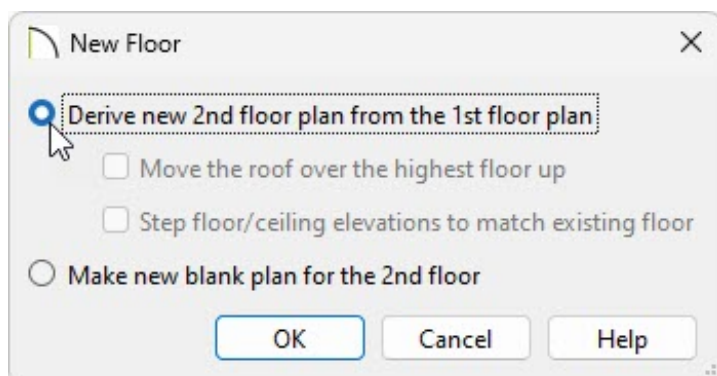 New Floor
Derive new 2nd floor plan from the 1st floor plan
Move the roof over the highest floor up
Step floor/ceiling elevations to match existing floor
Make new blank plan for the 2nd floor
OK Cancel Help